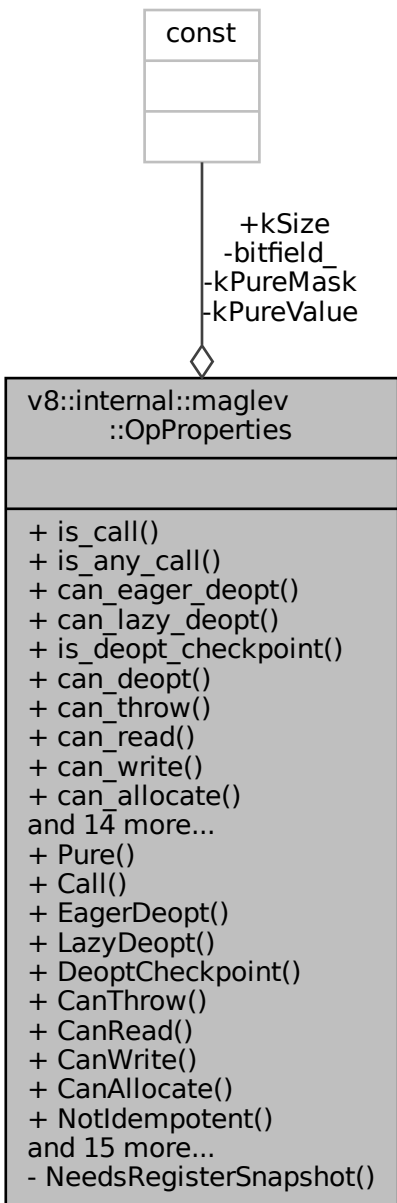 const
+kSize
-bitfield_
-kPureMask
-kPureValue
v8::internal::maglev
::OpProperties
+ is_call()
+ is_any_call()
+ can_eager_deopt()
+ can_lazy_deopt()
+ is_deopt_checkpoint()
+ can_deopt()
+ can_throw()
+ can_read()
+ can_write()
+ can_allocate()
and 14 more...
+ Pure()
+ Call()
+ EagerDeopt()
+ LazyDeopt()
+ DeoptCheckpoint()
+ CanThrow()
+ CanRead()
+ CanWrite()
+ CanAllocate()
+ NotIdempotent()
and 15 more...
- NeedsRegisterSnapshot()